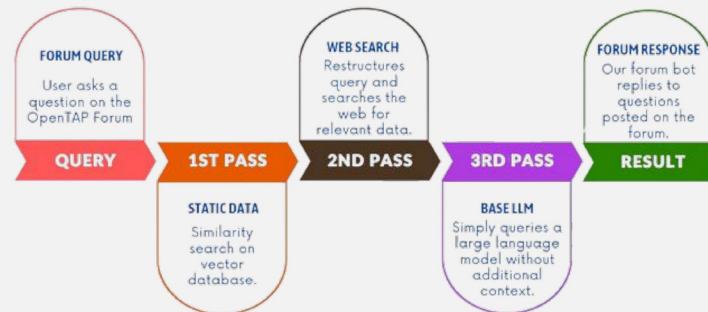 FORUM QUERY
User asks a
question on the
OpenTAP Forum
QUERY
1ST PASS
STATIC DATA
Similarity
search on
vector
database.
WEB SEARCH
Restructures
query and
searches the
web for
relevant data.
2ND PASS
3RD PASS
BASE LLM
Simply queries a
large language
model without
additional
context.
FORUM RESPONSE
Our forum bot
replies to
questions
posted on the
forum.
RESULT